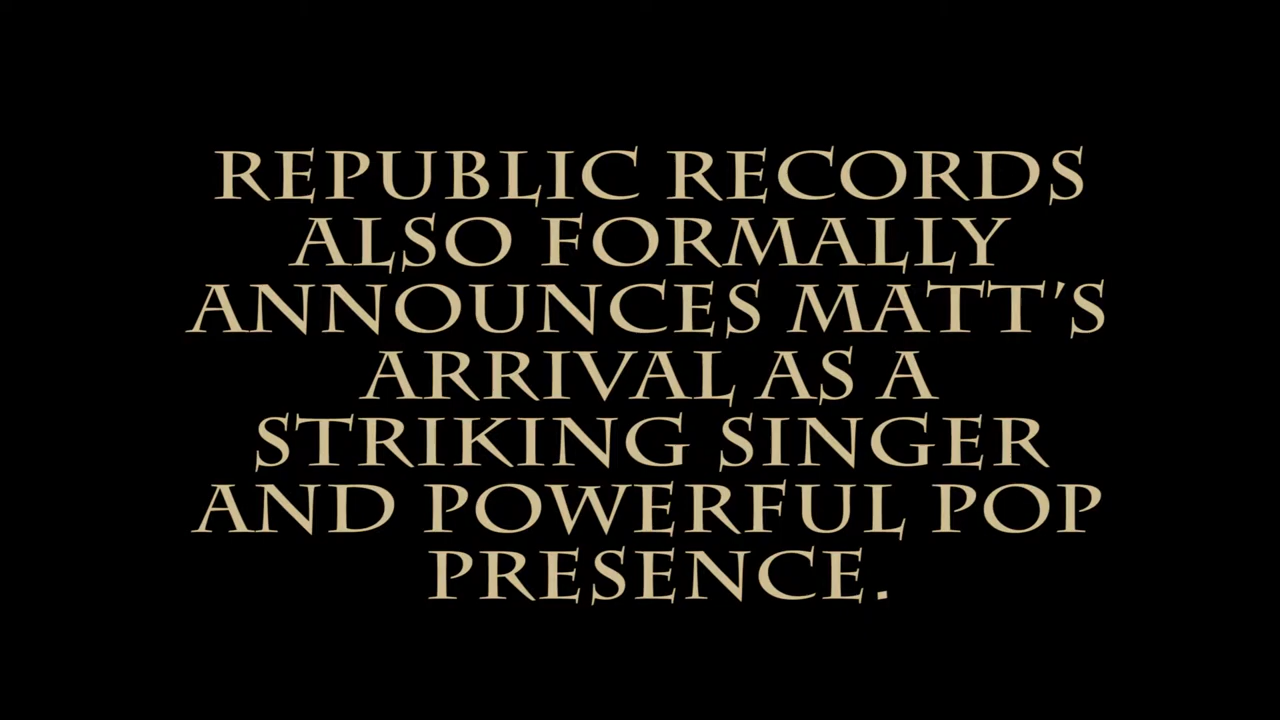 REPUBLIC RECORDS
ALSO FORMALLY
ANNOUNCES MATT'S
ARRIVAL AS A
STRIKING SINGER
AND POWERFUL POP
PRESENCE.